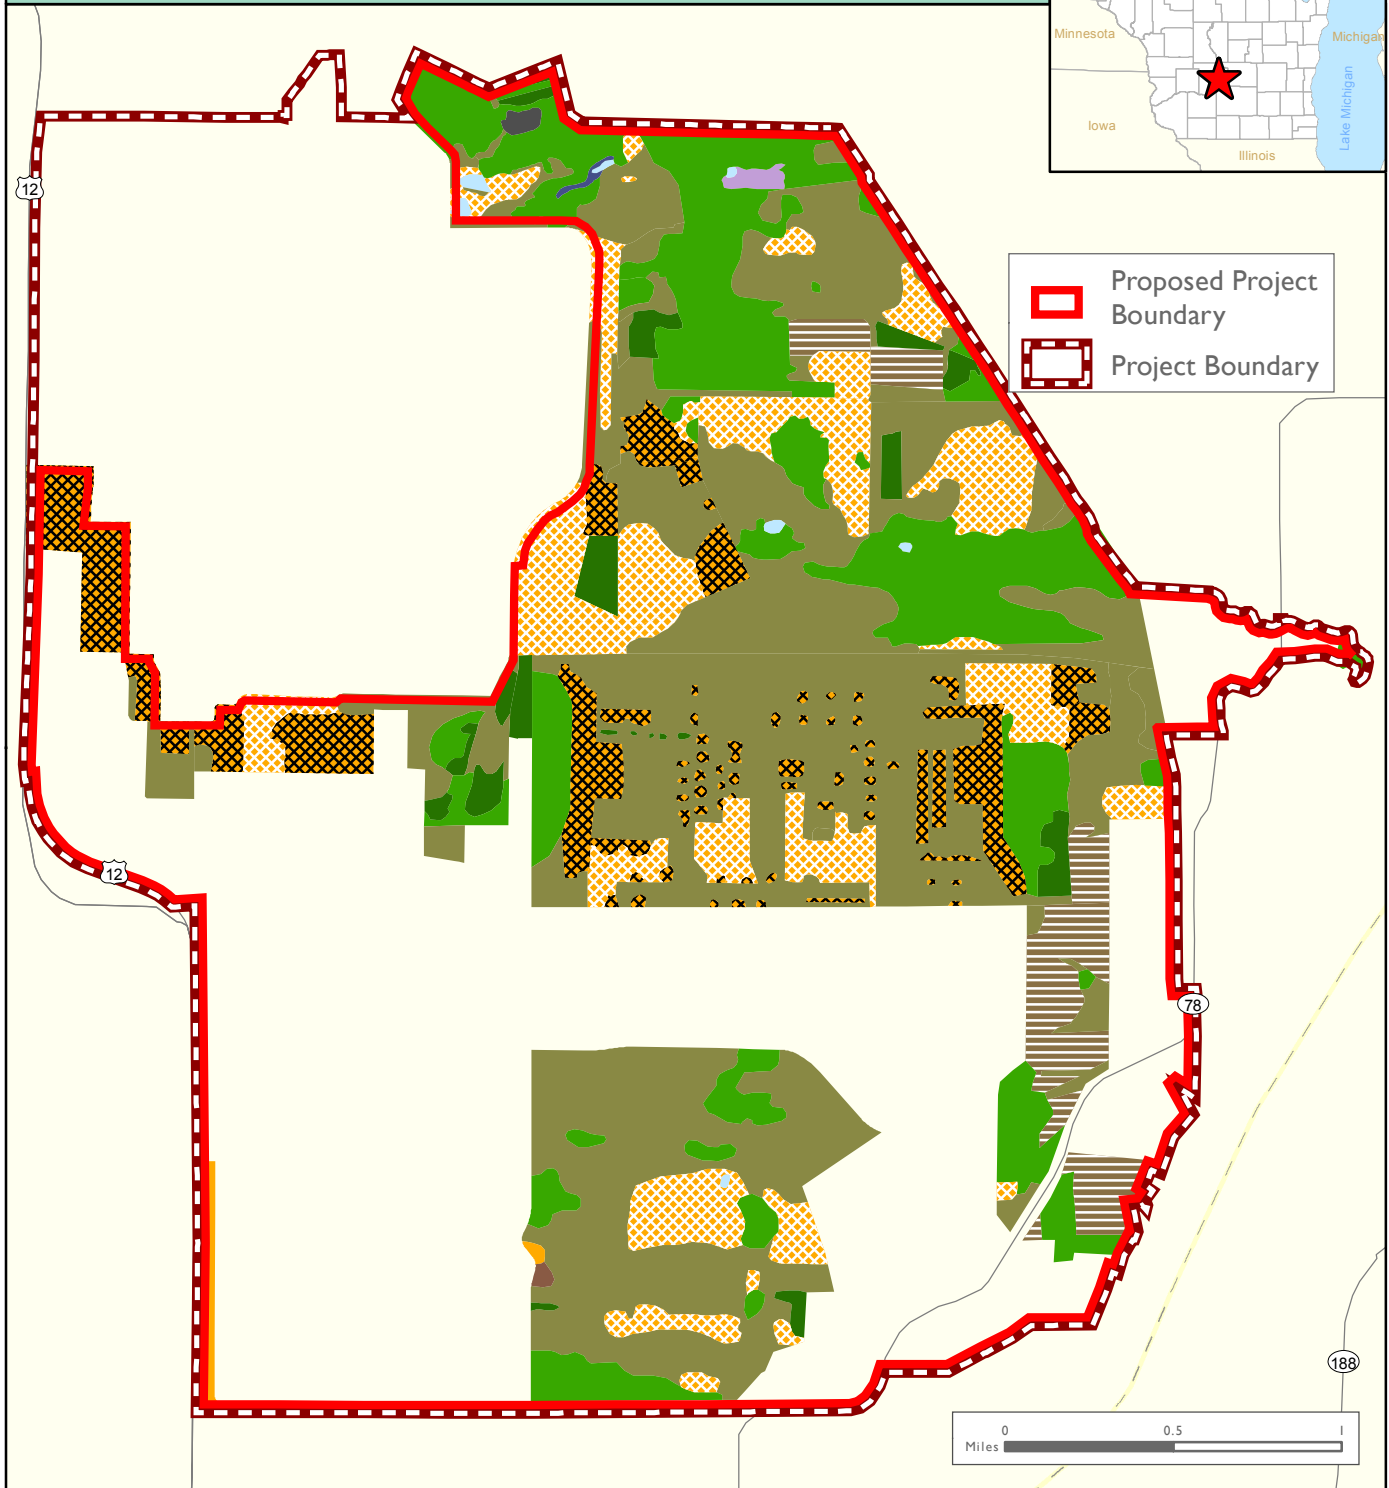 Minnesota
Michigan
Lake Michigan
Iowa
Illinois
12
Proposed Project
Boundary
Project Boundary
12
78
188
0 0.5 1
Miles